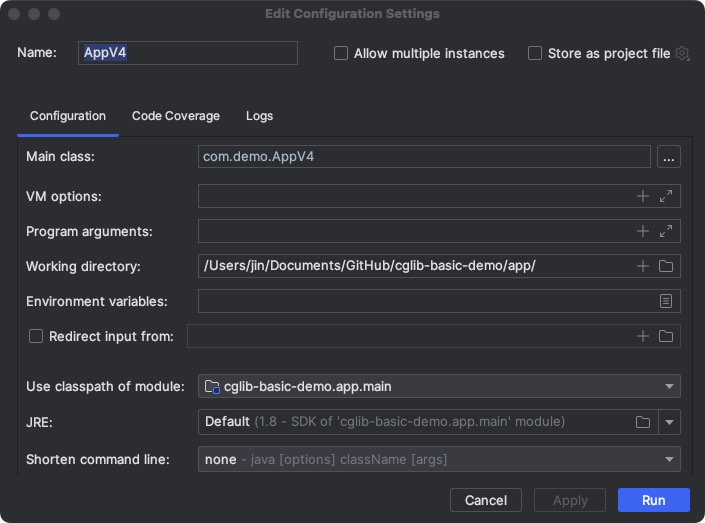 Edit Configuration Settings
Name: AppV4 Allow multiple instances Store as project file
Configuration Code Coverage Logs
Main class: com.demo.AppV4 ...
VM options:
Program arguments:
Working directory: /Users/jin/Documents/GitHub/cglib-basic-demo/app/
Environment variables:
Redirect input from:
Use classpath of module: cglib-basic-demo.app.main
JRE: Default (1.8 - SDK of 'cglib-basic-demo.app.main' module)
Shorten command line: none - java [options] className [args]
Cancel Apply Run